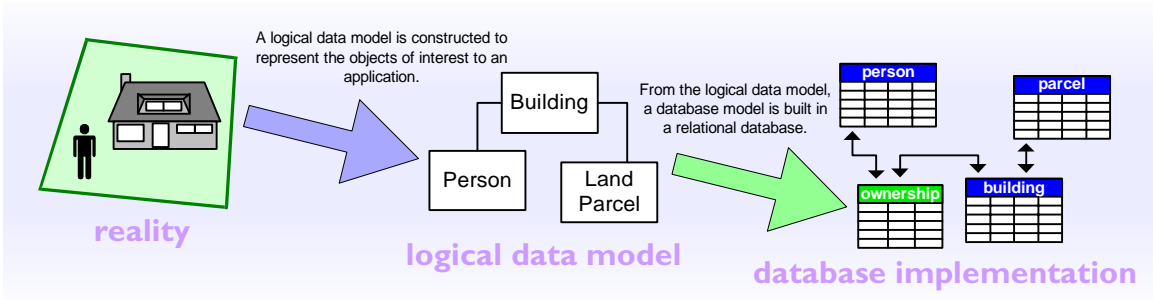 A logical data model is constructed to
represent the objects of interest to an
application.
Building
Person
Land
Parcel
From the logical data model,
a database model is built in
a relational database.
person
parcel
ownership
building
reality
logical data model
database implementation